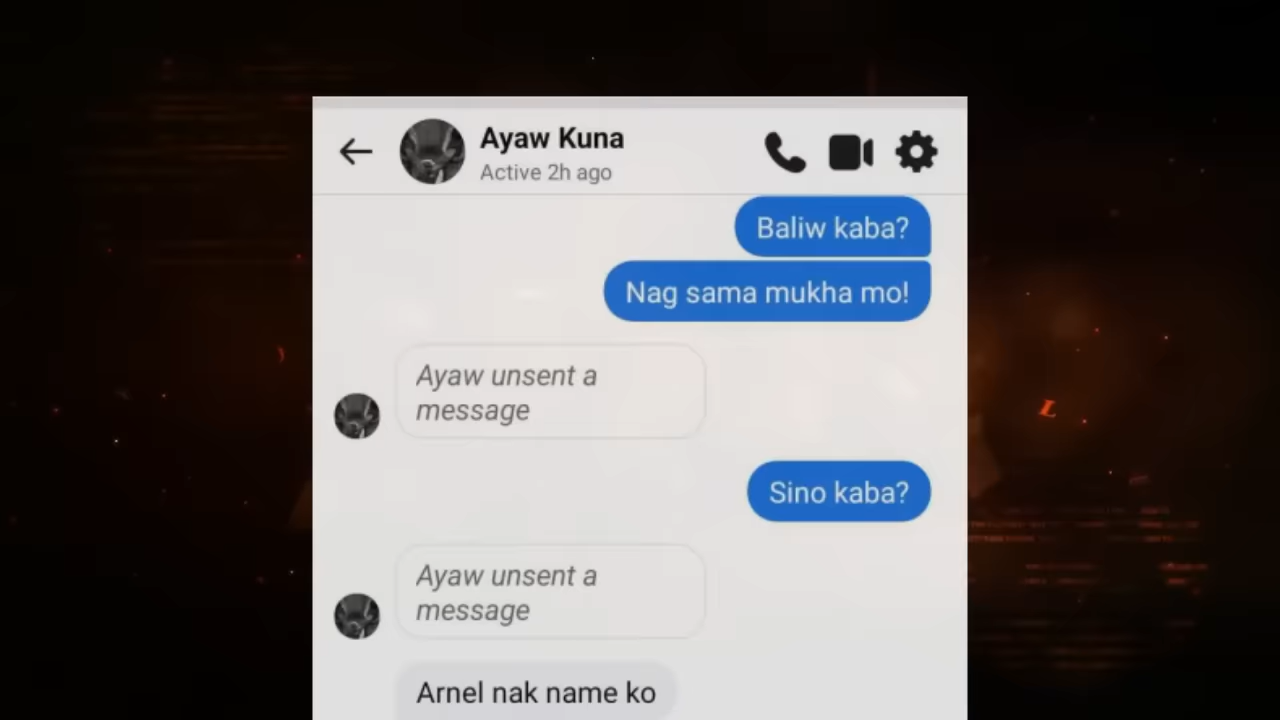 Ayaw Kuna
Active 2h ago
Baliw kaba?
Nag sama mukha mo!
Ayaw unsent a
message
Sino kaba?
Ayaw unsent a
message
Arnel nak name ko